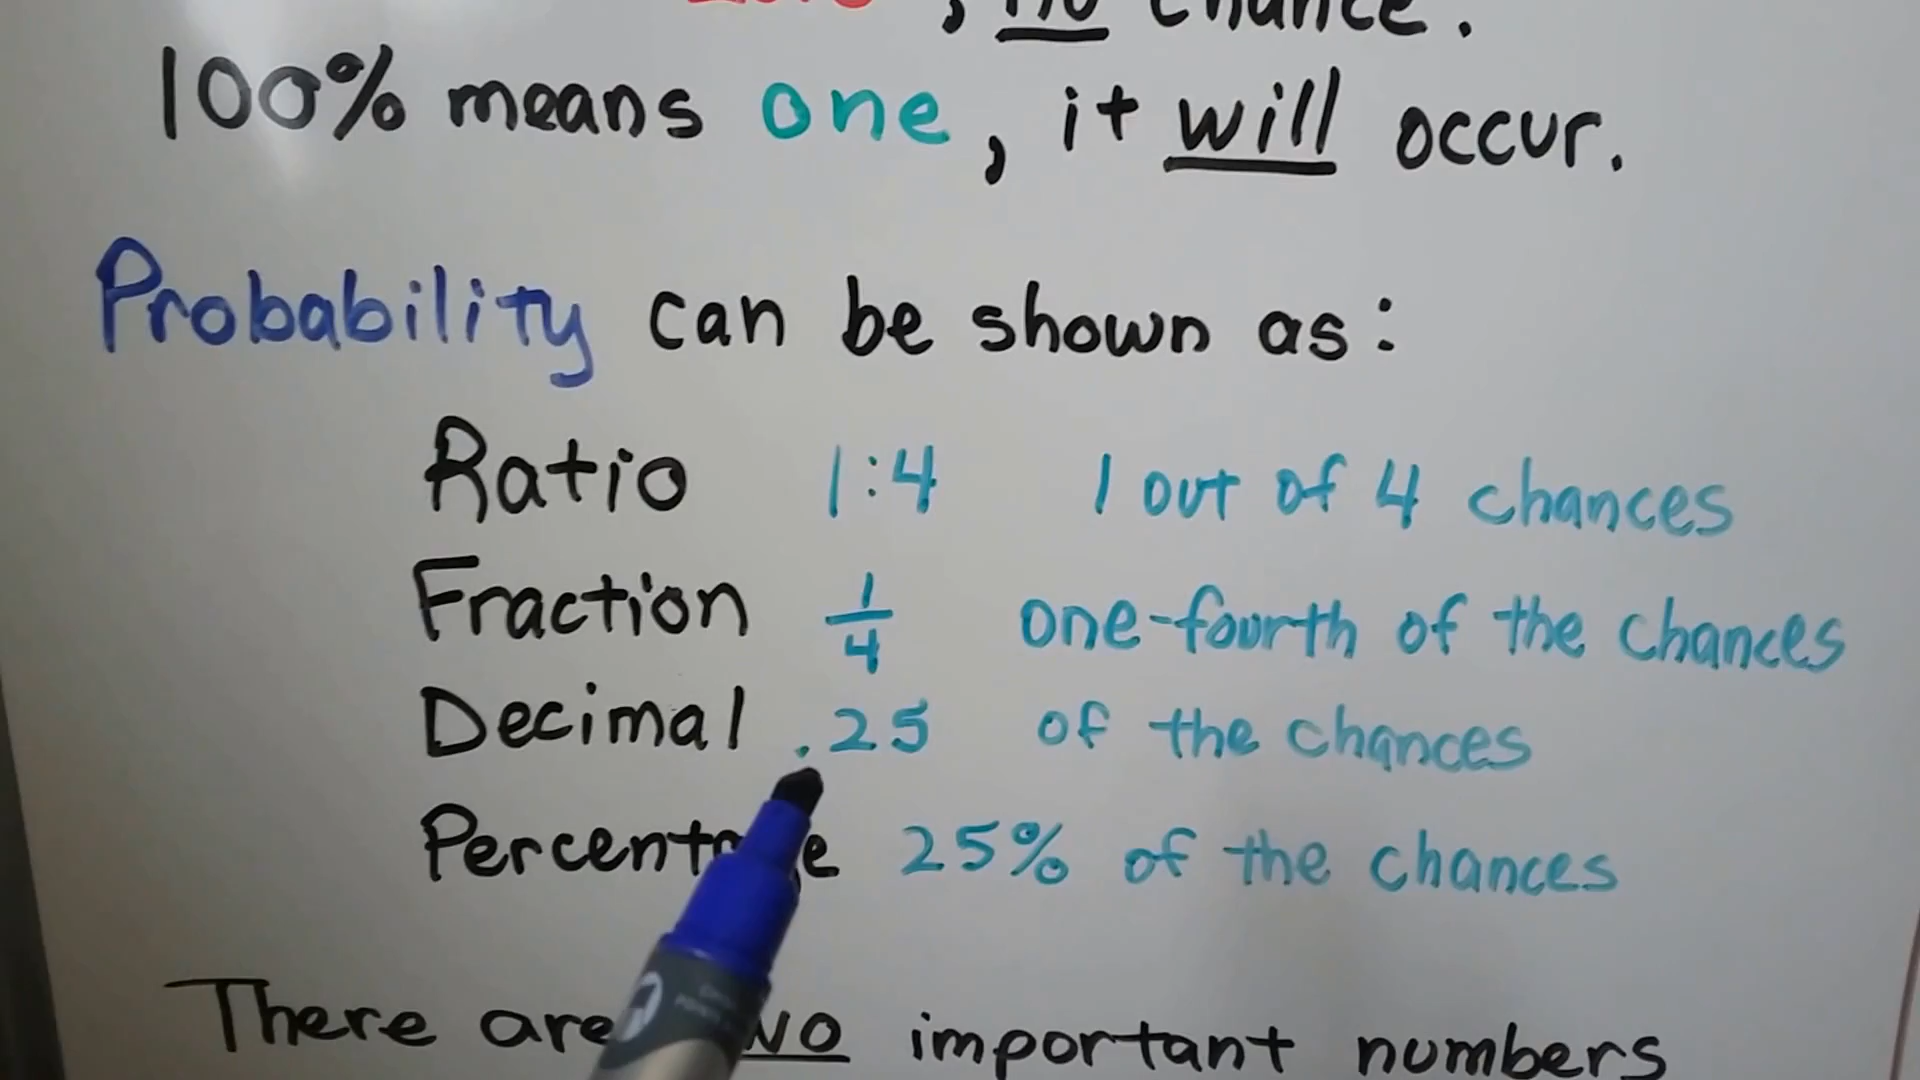 no chance.
100% means one, it will occur.
Probability can be shown as:
Ratio 1:4 1 out of 4 chances
Fraction 1/4 one-fourth of the chances
Decimal .25 of the chances
25% of the chances
There are important numbers